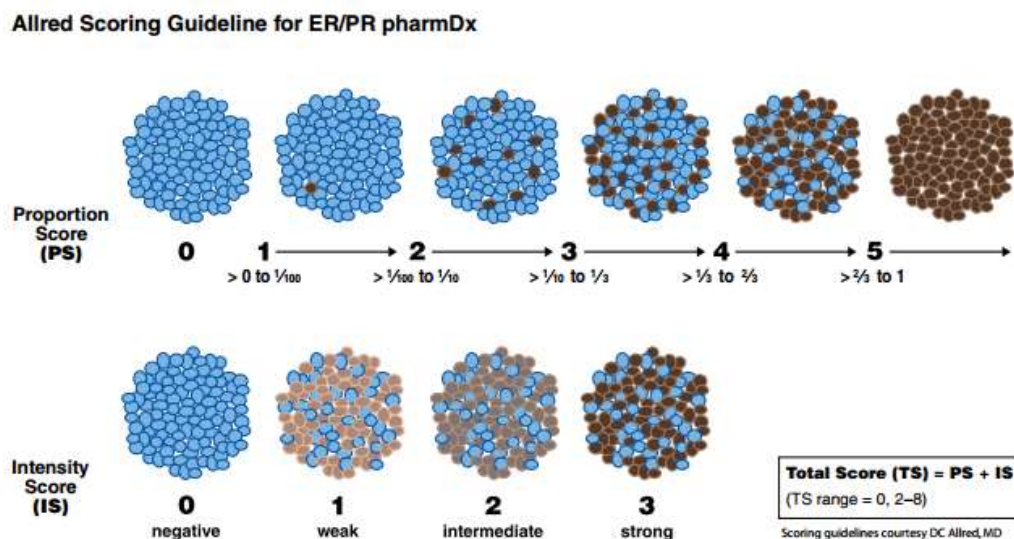 Allred Scoring Guideline for ER/PR pharmDx
Proportion
Score
(PS)
0 1 2 3 4 5
> 0 to 1/100 > 1/100 to 1/10 > 1/10 to 1/3 > 1/3 to 2/3 > 2/3 to 1
Intensity
Score
(IS)
0 1 2 3
negative weak intermediate strong
Total Score (TS) = PS + IS
(TS range = 0, 2–8)
Scoring guidelines courtesy DC Allred, MD